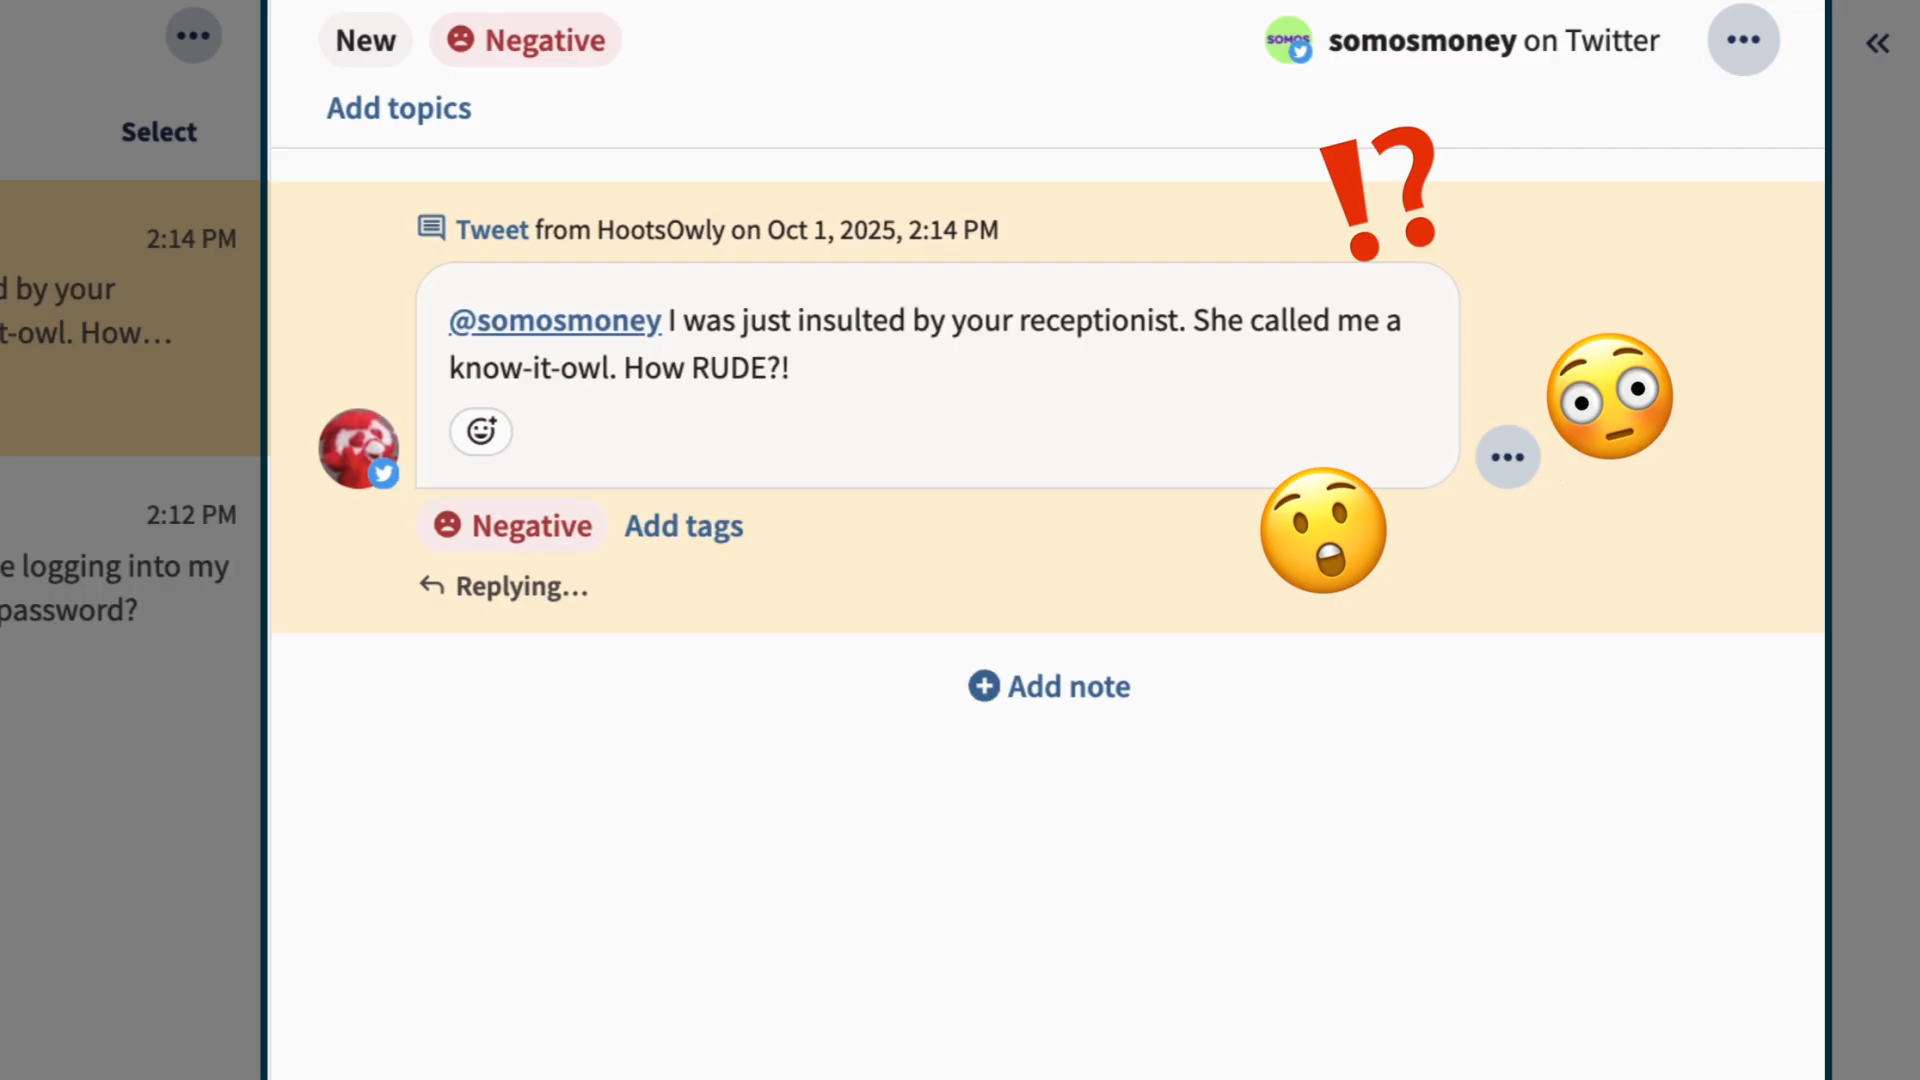 New
Negative
SOMOS
somosmoney on Twitter
Add topics
Select
2:14 PM
d by your
t-owl. How...
2:12 PM
e logging into my
password?
Tweet from HootsOwly on Oct 1, 2025, 2:14 PM
!?
@somosmoney I was just insulted by your receptionist. She called me a
know-it-owl. How RUDE?!
Negative
Add tags
Replying...
Add note